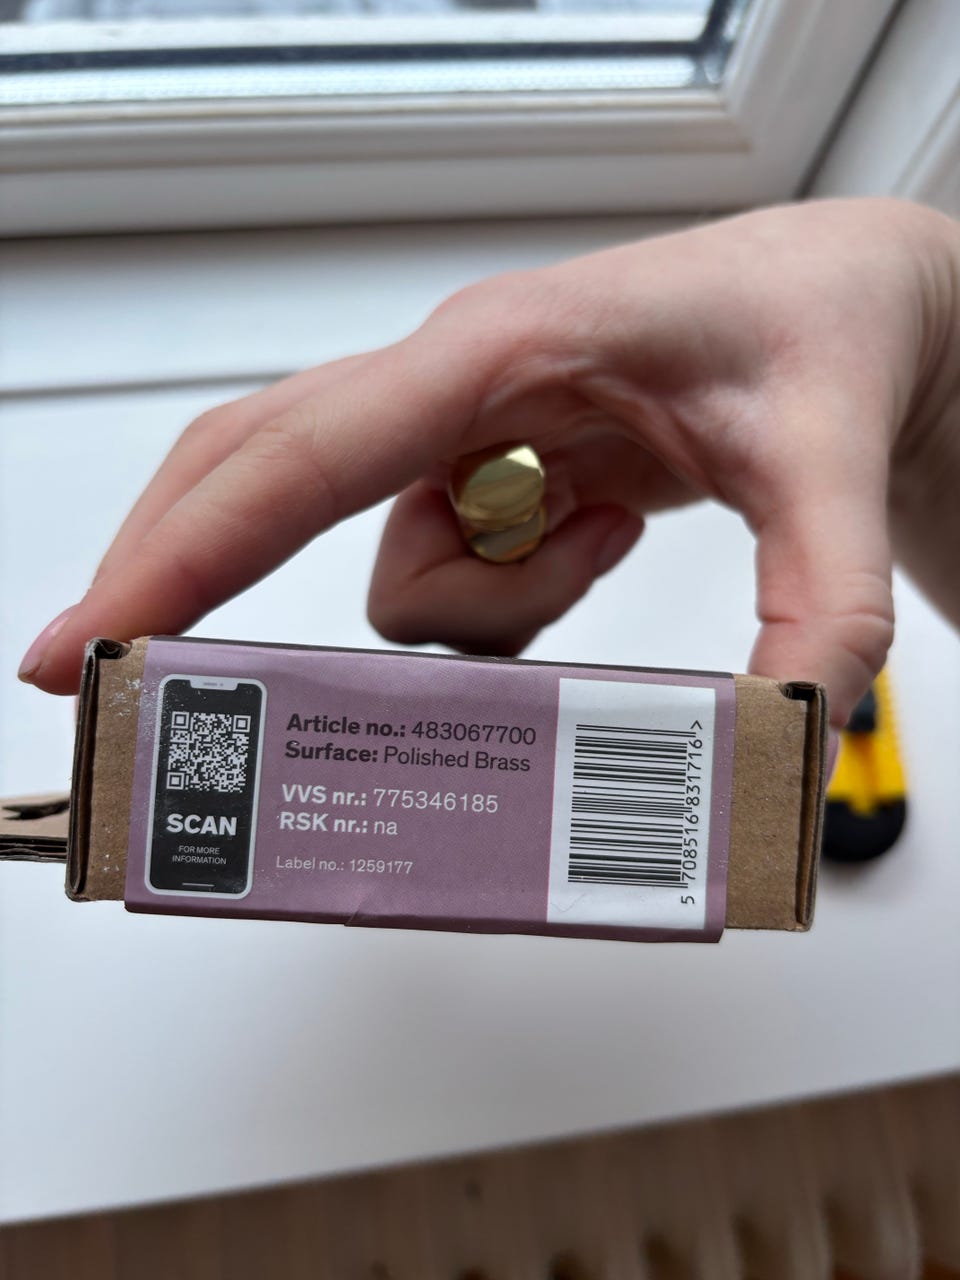 SCAN
FOR MORE
INFORMATION
Article no.: 483067700
Surface: Polished Brass
VVS nr.: 775346185
RSK nr.: na
Label no.: 1259177
5 708516 831716 >